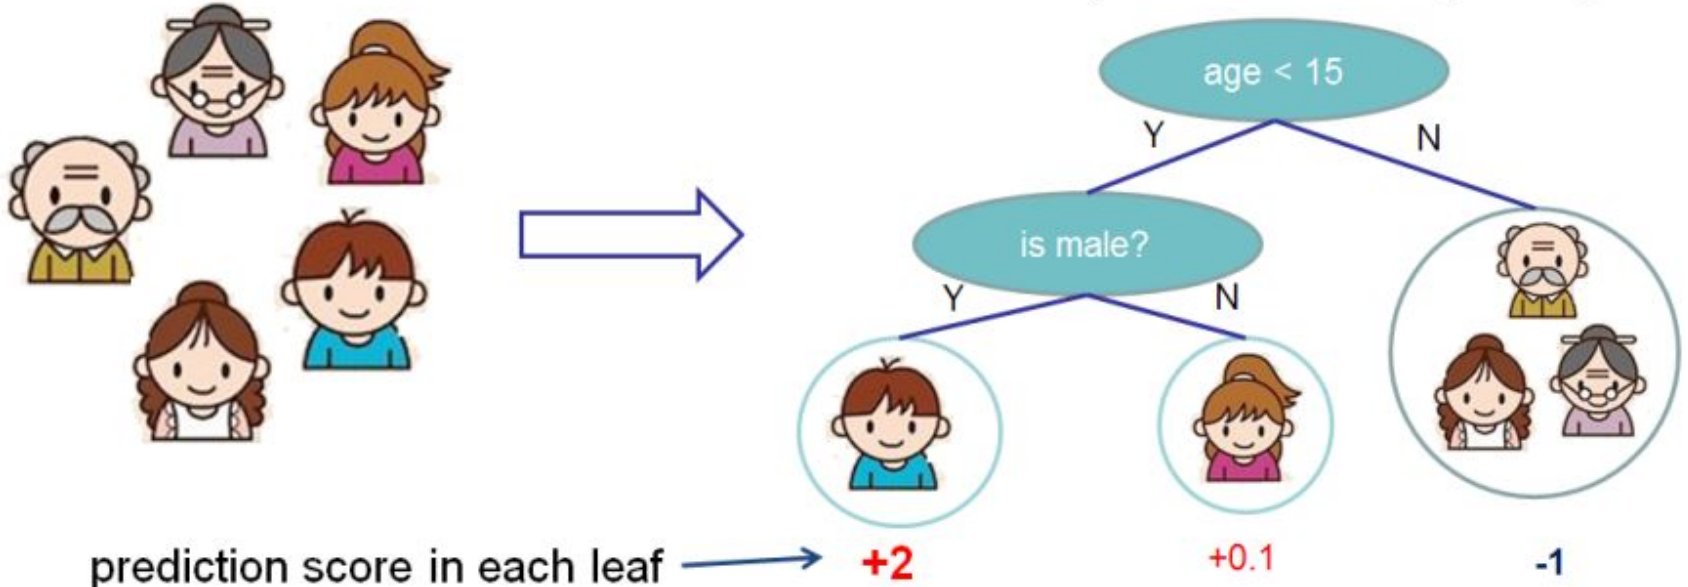 age < 15
Y
N
is male?
Y
N
prediction score in each leaf
+2
+0.1
-1